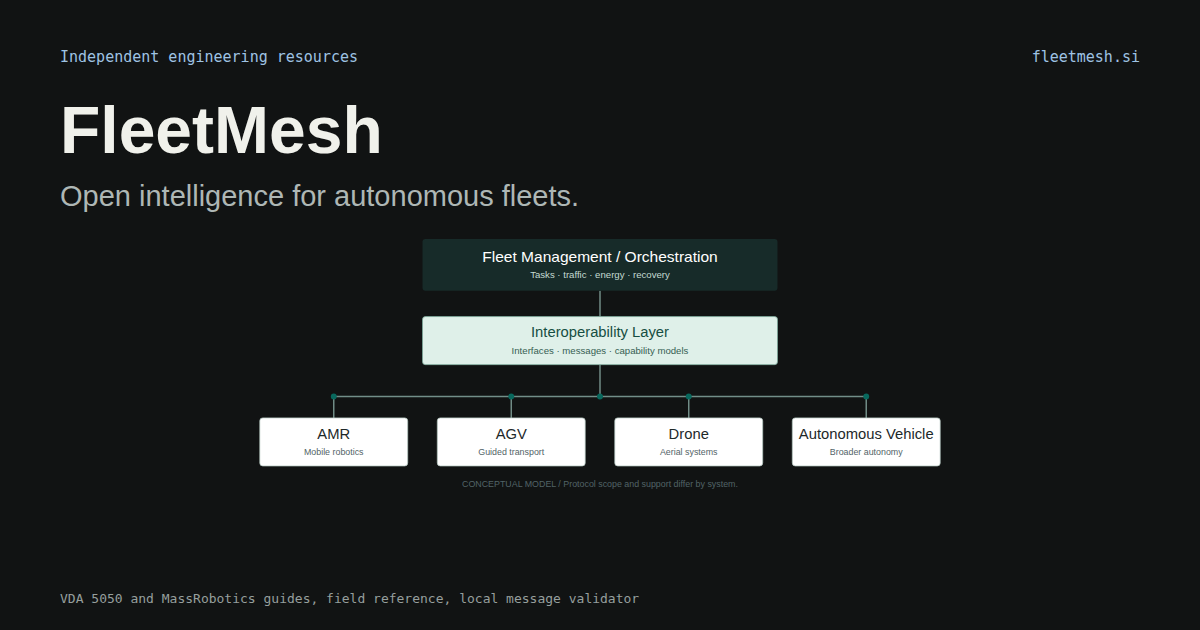 Independent engineering resources
fleetmesh.si
FleetMesh
Open intelligence for autonomous fleets.
Fleet Management / Orchestration
Tasks · traffic · energy · recovery
Interoperability Layer
Interfaces · messages · capability models
AMR
Mobile robotics
AGV
Guided transport
Drone
Aerial systems
Autonomous Vehicle
Broader autonomy
CONCEPTUAL MODEL / Protocol scope and support differ by system.
VDA 5050 and MassRobotics guides, field reference, local message validator